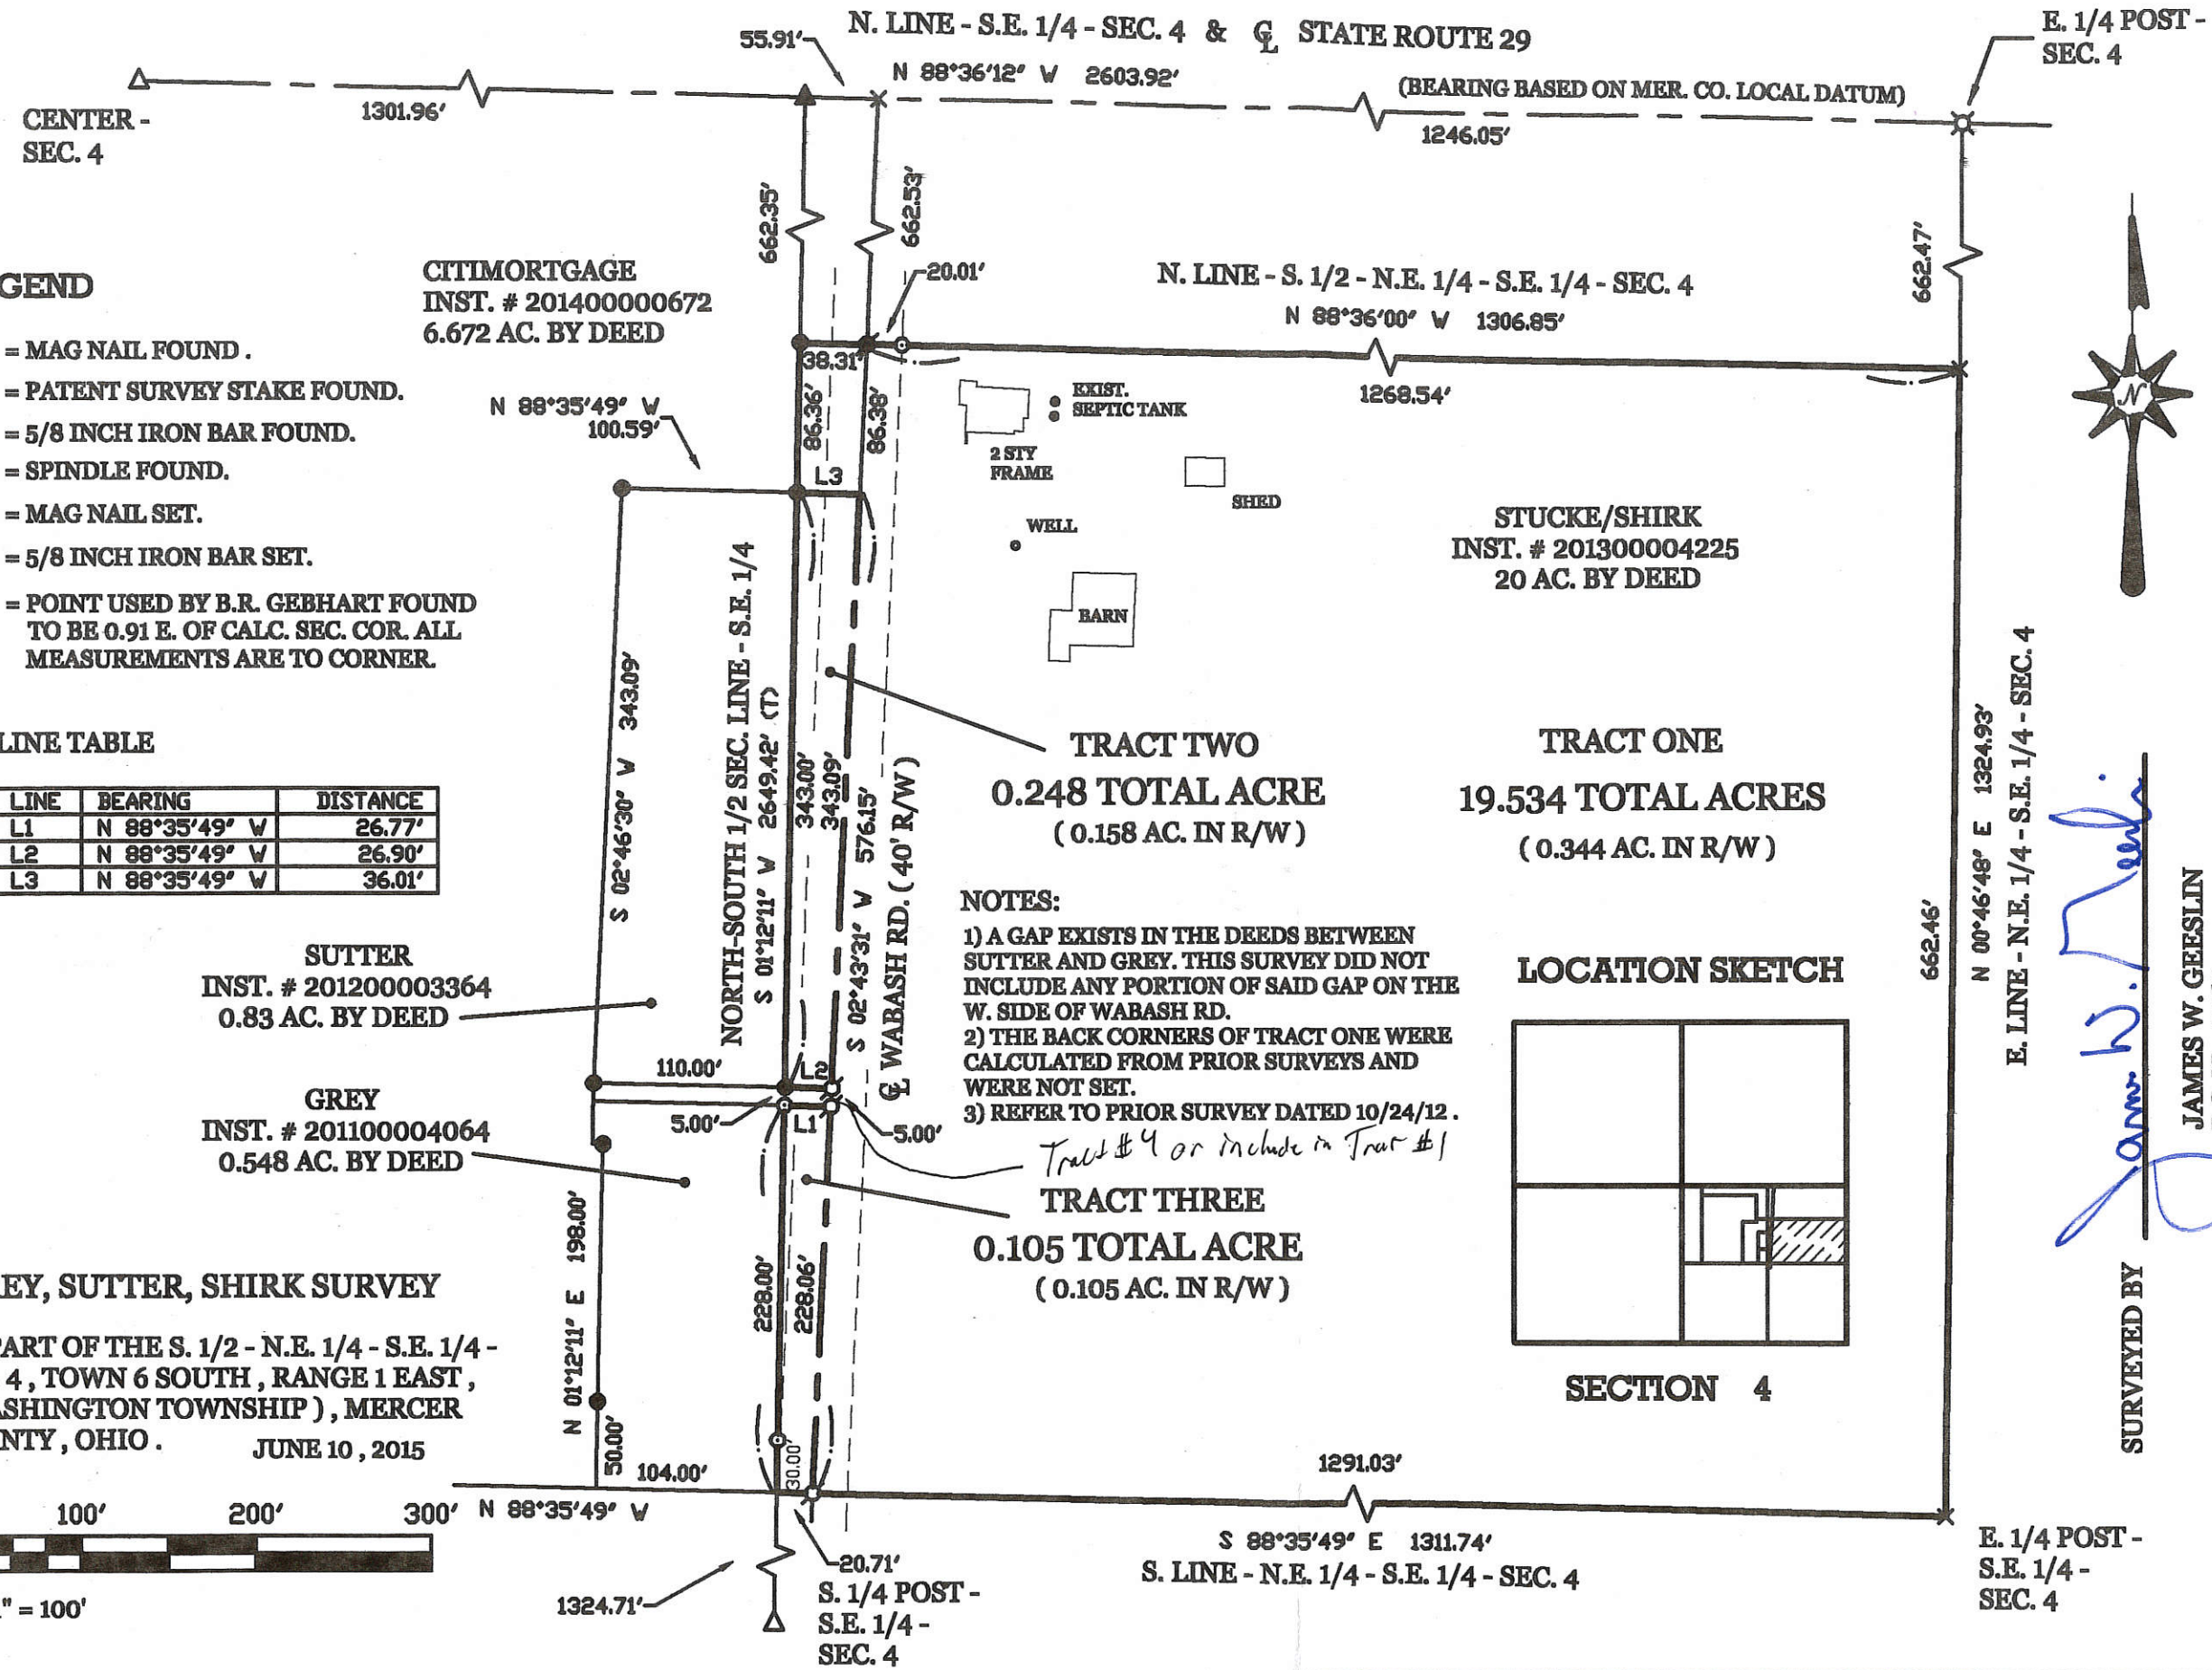 N. LINE - S.E. 1/4 - SEC. 4 & ℄ STATE ROUTE 29
55.91'
N 88°36'12" W 2603.92'
E. 1/4 POST -
SEC. 4
(BEARING BASED ON MER. CO. LOCAL DATUM)
CENTER -
SEC. 4
1301.96'
1246.05'
662.35'
662.53'
662.47'
GEND
= MAG NAIL FOUND .
= PATENT SURVEY STAKE FOUND.
= 5/8 INCH IRON BAR FOUND.
= SPINDLE FOUND.
= MAG NAIL SET.
= 5/8 INCH IRON BAR SET.
= POINT USED BY B.R. GEBHART FOUND
TO BE 0.91 E. OF CALC. SEC. COR. ALL
MEASUREMENTS ARE TO CORNER.
CITIMORTGAGE
INST. # 201400000672
6.672 AC. BY DEED
20.01'
N. LINE - S. 1/2 - N.E. 1/4 - S.E. 1/4 - SEC. 4
N 88°36'00" W 1306.85'
1268.54'
38.31'
86.36'
86.38'
N 88°35'49" W
100.59'
L3
EXIST.
SEPTIC TANK
2 STY
FRAME
SHED
WELL
BARN
STUCKE/SHIRK
INST. # 201300004225
20 AC. BY DEED
N
LINE TABLE
LINE BEARING DISTANCE
L1 N 88°35'49" W 26.77'
L2 N 88°35'49" W 26.90'
L3 N 88°35'49" W 36.01'
S 02°46'30" W 343.09'
NORTH-SOUTH 1/2 SEC. LINE - S.E. 1/4
S 01°12'11" W 2649.42' (T)
343.00'
343.09'
S 02°43'31" W 576.15'
℄ WABASH RD. ( 40' R/W )
TRACT TWO
0.248 TOTAL ACRE
( 0.158 AC. IN R/W )
TRACT ONE
19.534 TOTAL ACRES
( 0.344 AC. IN R/W )
662.46'
N 00°46'48" E 1324.93'
E. LINE - N.E. 1/4 - S.E. 1/4 - SEC. 4
SUTTER
INST. # 201200003364
0.83 AC. BY DEED
NOTES:
1) A GAP EXISTS IN THE DEEDS BETWEEN
SUTTER AND GREY. THIS SURVEY DID NOT
INCLUDE ANY PORTION OF SAID GAP ON THE
W. SIDE OF WABASH RD.
2) THE BACK CORNERS OF TRACT ONE WERE
CALCULATED FROM PRIOR SURVEYS AND
WERE NOT SET.
3) REFER TO PRIOR SURVEY DATED 10/24/12 .
Tract #4 or include in Tract #1
110.00'
L2
5.00'
L1
5.00'
GREY
INST. # 201100004064
0.548 AC. BY DEED
TRACT THREE
0.105 TOTAL ACRE
( 0.105 AC. IN R/W )
LOCATION SKETCH
SECTION 4
N 01°12'11" E 198.00'
228.00'
228.06'
50.00'
30.00'
104.00'
EY, SUTTER, SHIRK SURVEY
PART OF THE S. 1/2 - N.E. 1/4 - S.E. 1/4 -
4 , TOWN 6 SOUTH , RANGE 1 EAST ,
ASHINGTON TOWNSHIP ) , MERCER
NTY , OHIO . JUNE 10 , 2015
100' 200' 300'
" = 100'
N 88°35'49" W
1291.03'
S 88°35'49" E 1311.74'
S. LINE - N.E. 1/4 - S.E. 1/4 - SEC. 4
20.71'
S. 1/4 POST -
S.E. 1/4 -
SEC. 4
1324.71'
E. 1/4 POST -
S.E. 1/4 -
SEC. 4
SURVEYED BY
James W. Geeslin
JAMES W. GEESLIN